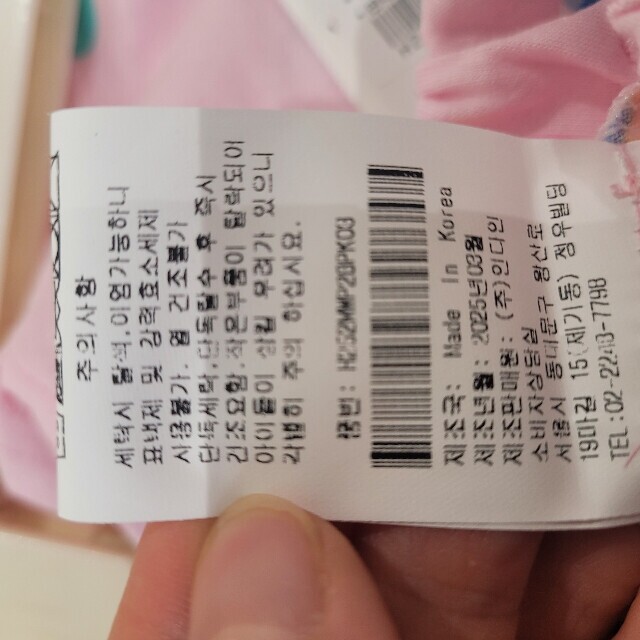 주의사항
세탁시 탈색,이염가능하니
표백제 및 강력효소세제
사용불가. 웹 건조불가
단독세탁,단독탈수 후 즉시
건조요함.작은부품이 탈락되어
아이들이 삼킬 우려가 있으니
각별히 주의 하십시요.
품번:
제조국: Made In Korea
제조년월: 2025년03월
제조판매원: (주)인디인
소비자상담실
서울시 동대문구 왕산로
19마길 15(제기동) 정우빌딩
TEL:02-2243-7798